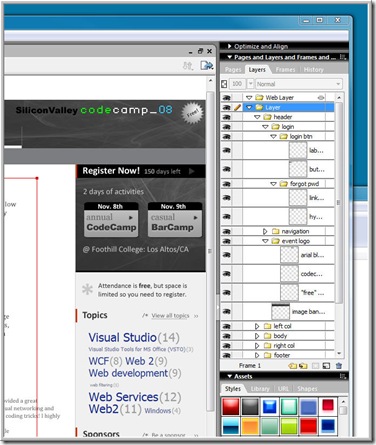 Optimize and Align
Pages and Layers and Frames and ...
Pages Layers Frames History
100 Normal
Web Layer
Layer
header
login
login btn
lab...
but...
forgot pwd
link...
hy...
navigation
event logo
arial bl...
codec...
"free" ...
image ban...
left col
body
right col
footer
Frame 1
Assets
Styles Library URL Shapes
SiliconValley codecamp_08
Register Now! 150 days left
2 days of activities
Nov. 8th Nov. 9th
annual casual
CodeCamp BarCamp
@ Foothill College: Los Altos/CA
Attendance is free, but space is
limited so you need to register.
Topics View all topics
Visual Studio(14)
Visual Studio Tools for MS Office (VSTO)(3)
WCF(8) Web 2(9)
Web development(9)
web filtering(1)
Web Services(12)
Web2(11) Windows(4)
Sponsors Be a sponsor
low
s,
n
ovided a great
ual networking and
coding tricks! I highly